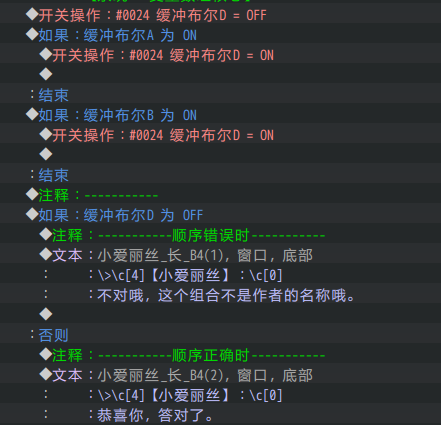 ◆开关操作：#0024 缓冲布尔D = OFF
◆如果：缓冲布尔A 为 ON
◆开关操作：#0024 缓冲布尔D = ON
◆
：结束
◆如果：缓冲布尔B 为 ON
◆开关操作：#0024 缓冲布尔D = ON
◆
：结束
◆注释：-----------
◆如果：缓冲布尔D 为 OFF
◆注释：-----------顺序错误时-----------
◆文本：小爱丽丝_长_B4(1), 窗口, 底部
：　　：\>\c[4]【小爱丽丝】：\c[0]
：　　：不对哦，这个组合不是作者的名称哦。
◆
：否则
◆注释：-----------顺序正确时-----------
◆文本：小爱丽丝_长_B4(2), 窗口, 底部
：　　：\>\c[4]【小爱丽丝】：\c[0]
：　　：恭喜你，答对了。